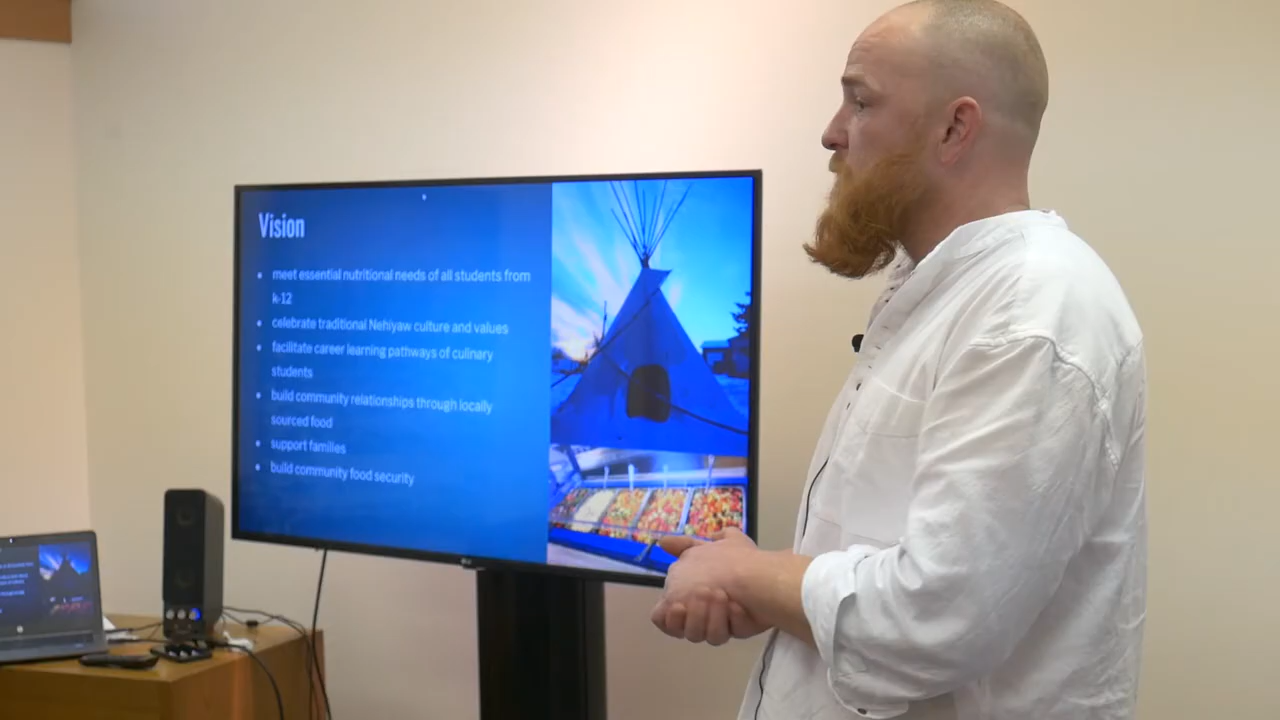 Vision
• meet essential nutritional needs of all students from
k-12
• celebrate traditional Nehiyaw culture and values
• facilitate career learning pathways of culinary
students
• build community relationships through locally
sourced food
• support families
• build community food security
LG